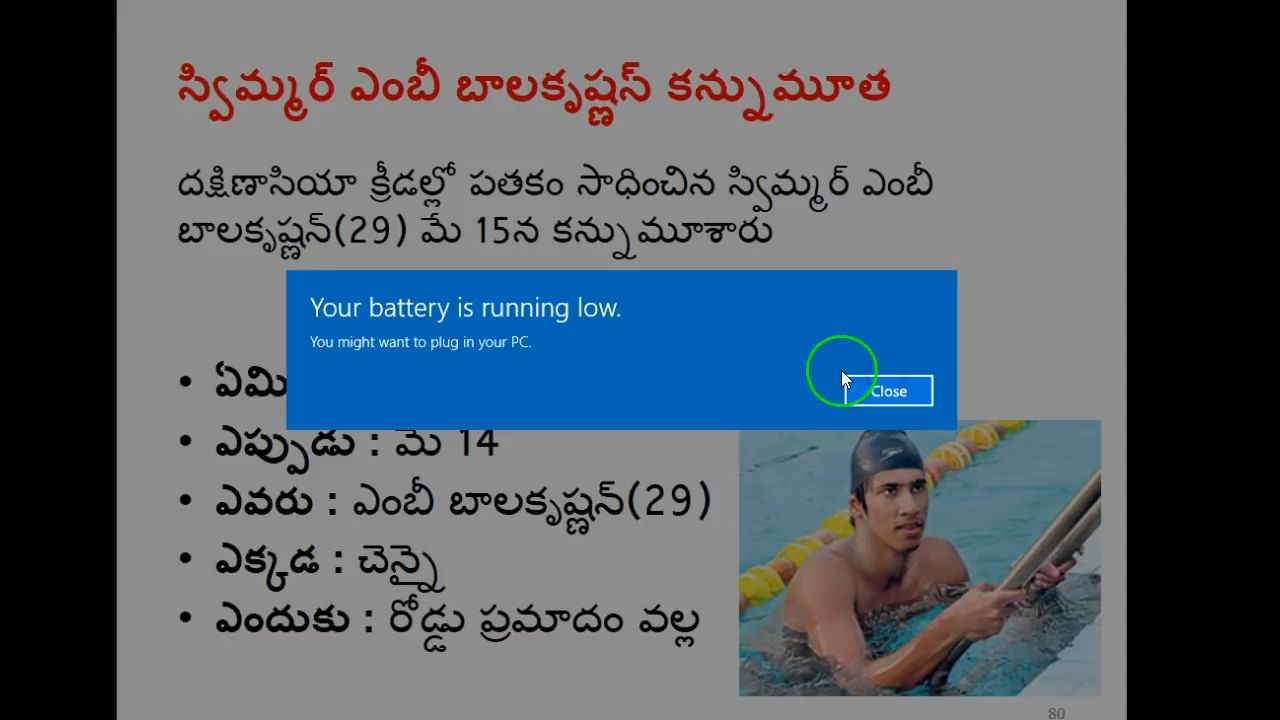 స్విమ్మర్ ఎంబీ బాలకృష్ణన్ కన్నుమూత
దక్షిణాసియా క్రీడల్లో పతకం సాధించిన స్విమ్మర్ ఎంబీ
బాలకృష్ణన్(29) మే 15న కన్నుమూశారు
Your battery is running low.
You might want to plug in your PC.
Close
• ఏమి
• ఎప్పుడు : మే 14
• ఎవరు : ఎంబీ బాలకృష్ణన్(29)
• ఎక్కడ : చెన్నై
• ఎందుకు : రోడ్డు ప్రమాదం వల్ల
80